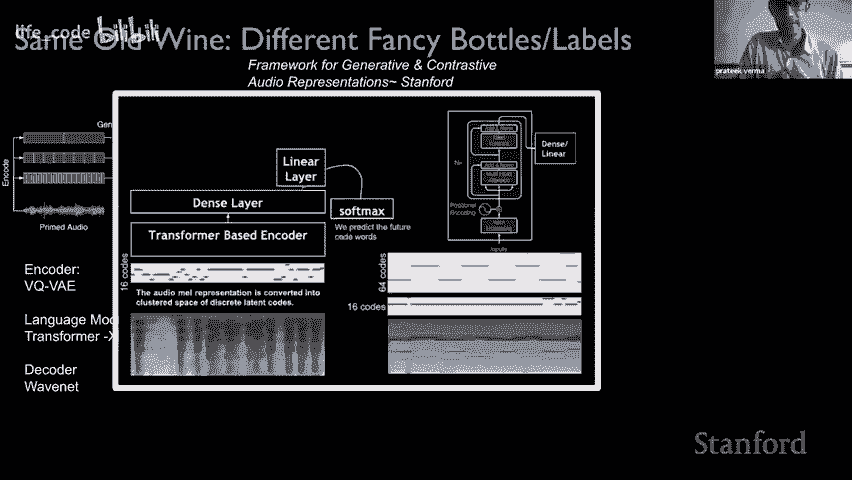 life_code bilibili
Same Old Wine: Different Fancy Bottles/Labels
prateek verma
Framework for Generative & Contrastive
Audio Representations~ Stanford
Gen
Encode
Primed Audio
Linear
Layer
Dense Layer
softmax
Transformer Based Encoder
We predict the future
code words
16 codes
The audio mel representation is converted into
clustered space of discrete latent codes.
Dense/
Linear
Positional
Encoding
Inputs
64 codes
16 codes
Encoder:
VQ-VAE
Language Mod
Transformer -X
Decoder
Wavenet
Stanford